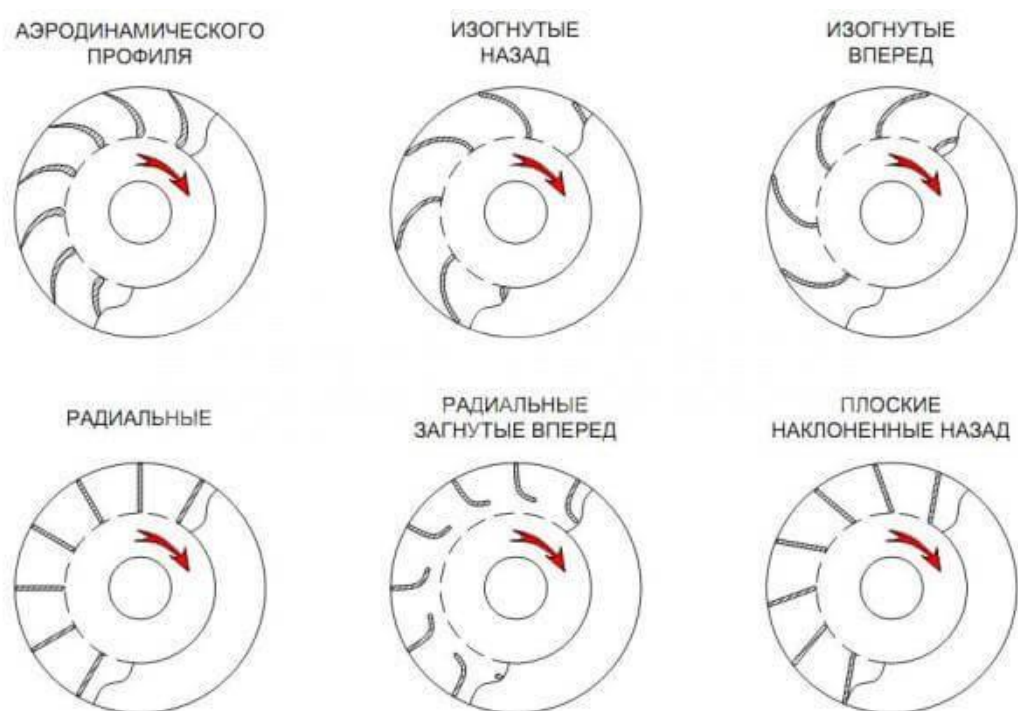 АЭРОДИНАМИЧЕСКОГО
ПРОФИЛЯ
ИЗОГНУТЫЕ
НАЗАД
ИЗОГНУТЫЕ
ВПЕРЕД
РАДИАЛЬНЫЕ
РАДИАЛЬНЫЕ
ЗАГНУТЫЕ ВПЕРЕД
ПЛОСКИЕ
НАКЛОНЕННЫЕ НАЗАД